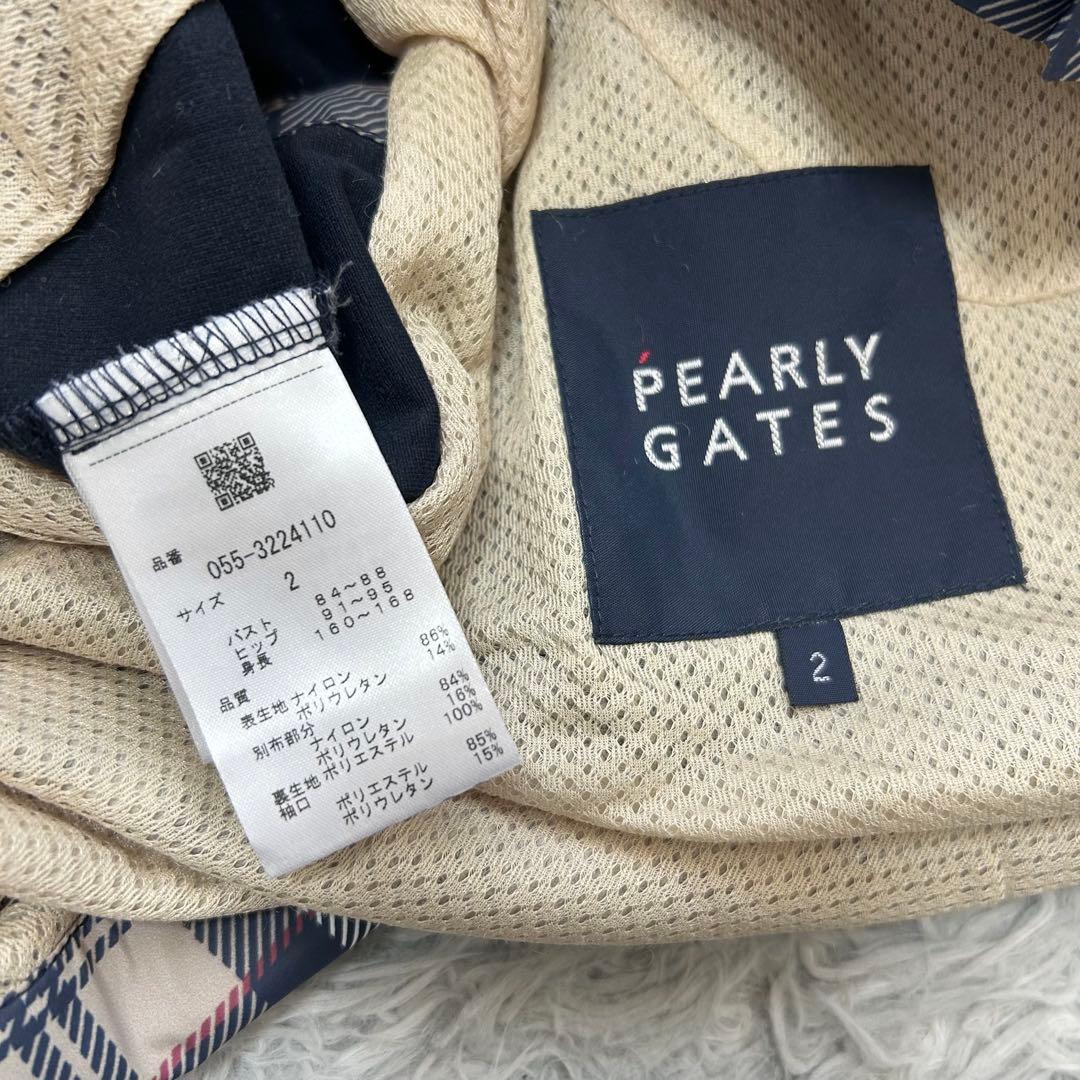 PEARLY
GATES
2
品番 055-3224110
サイズ 2
バスト 84~88
ヒップ 91~95
身長 160~168
品質
表生地 ナイロン 86%
ポリウレタン 14%
別布部分 ナイロン 84%
ポリウレタン 16%
裏生地 ポリエステル 100%
袖口 ポリエステル 85%
ポリウレタン 15%